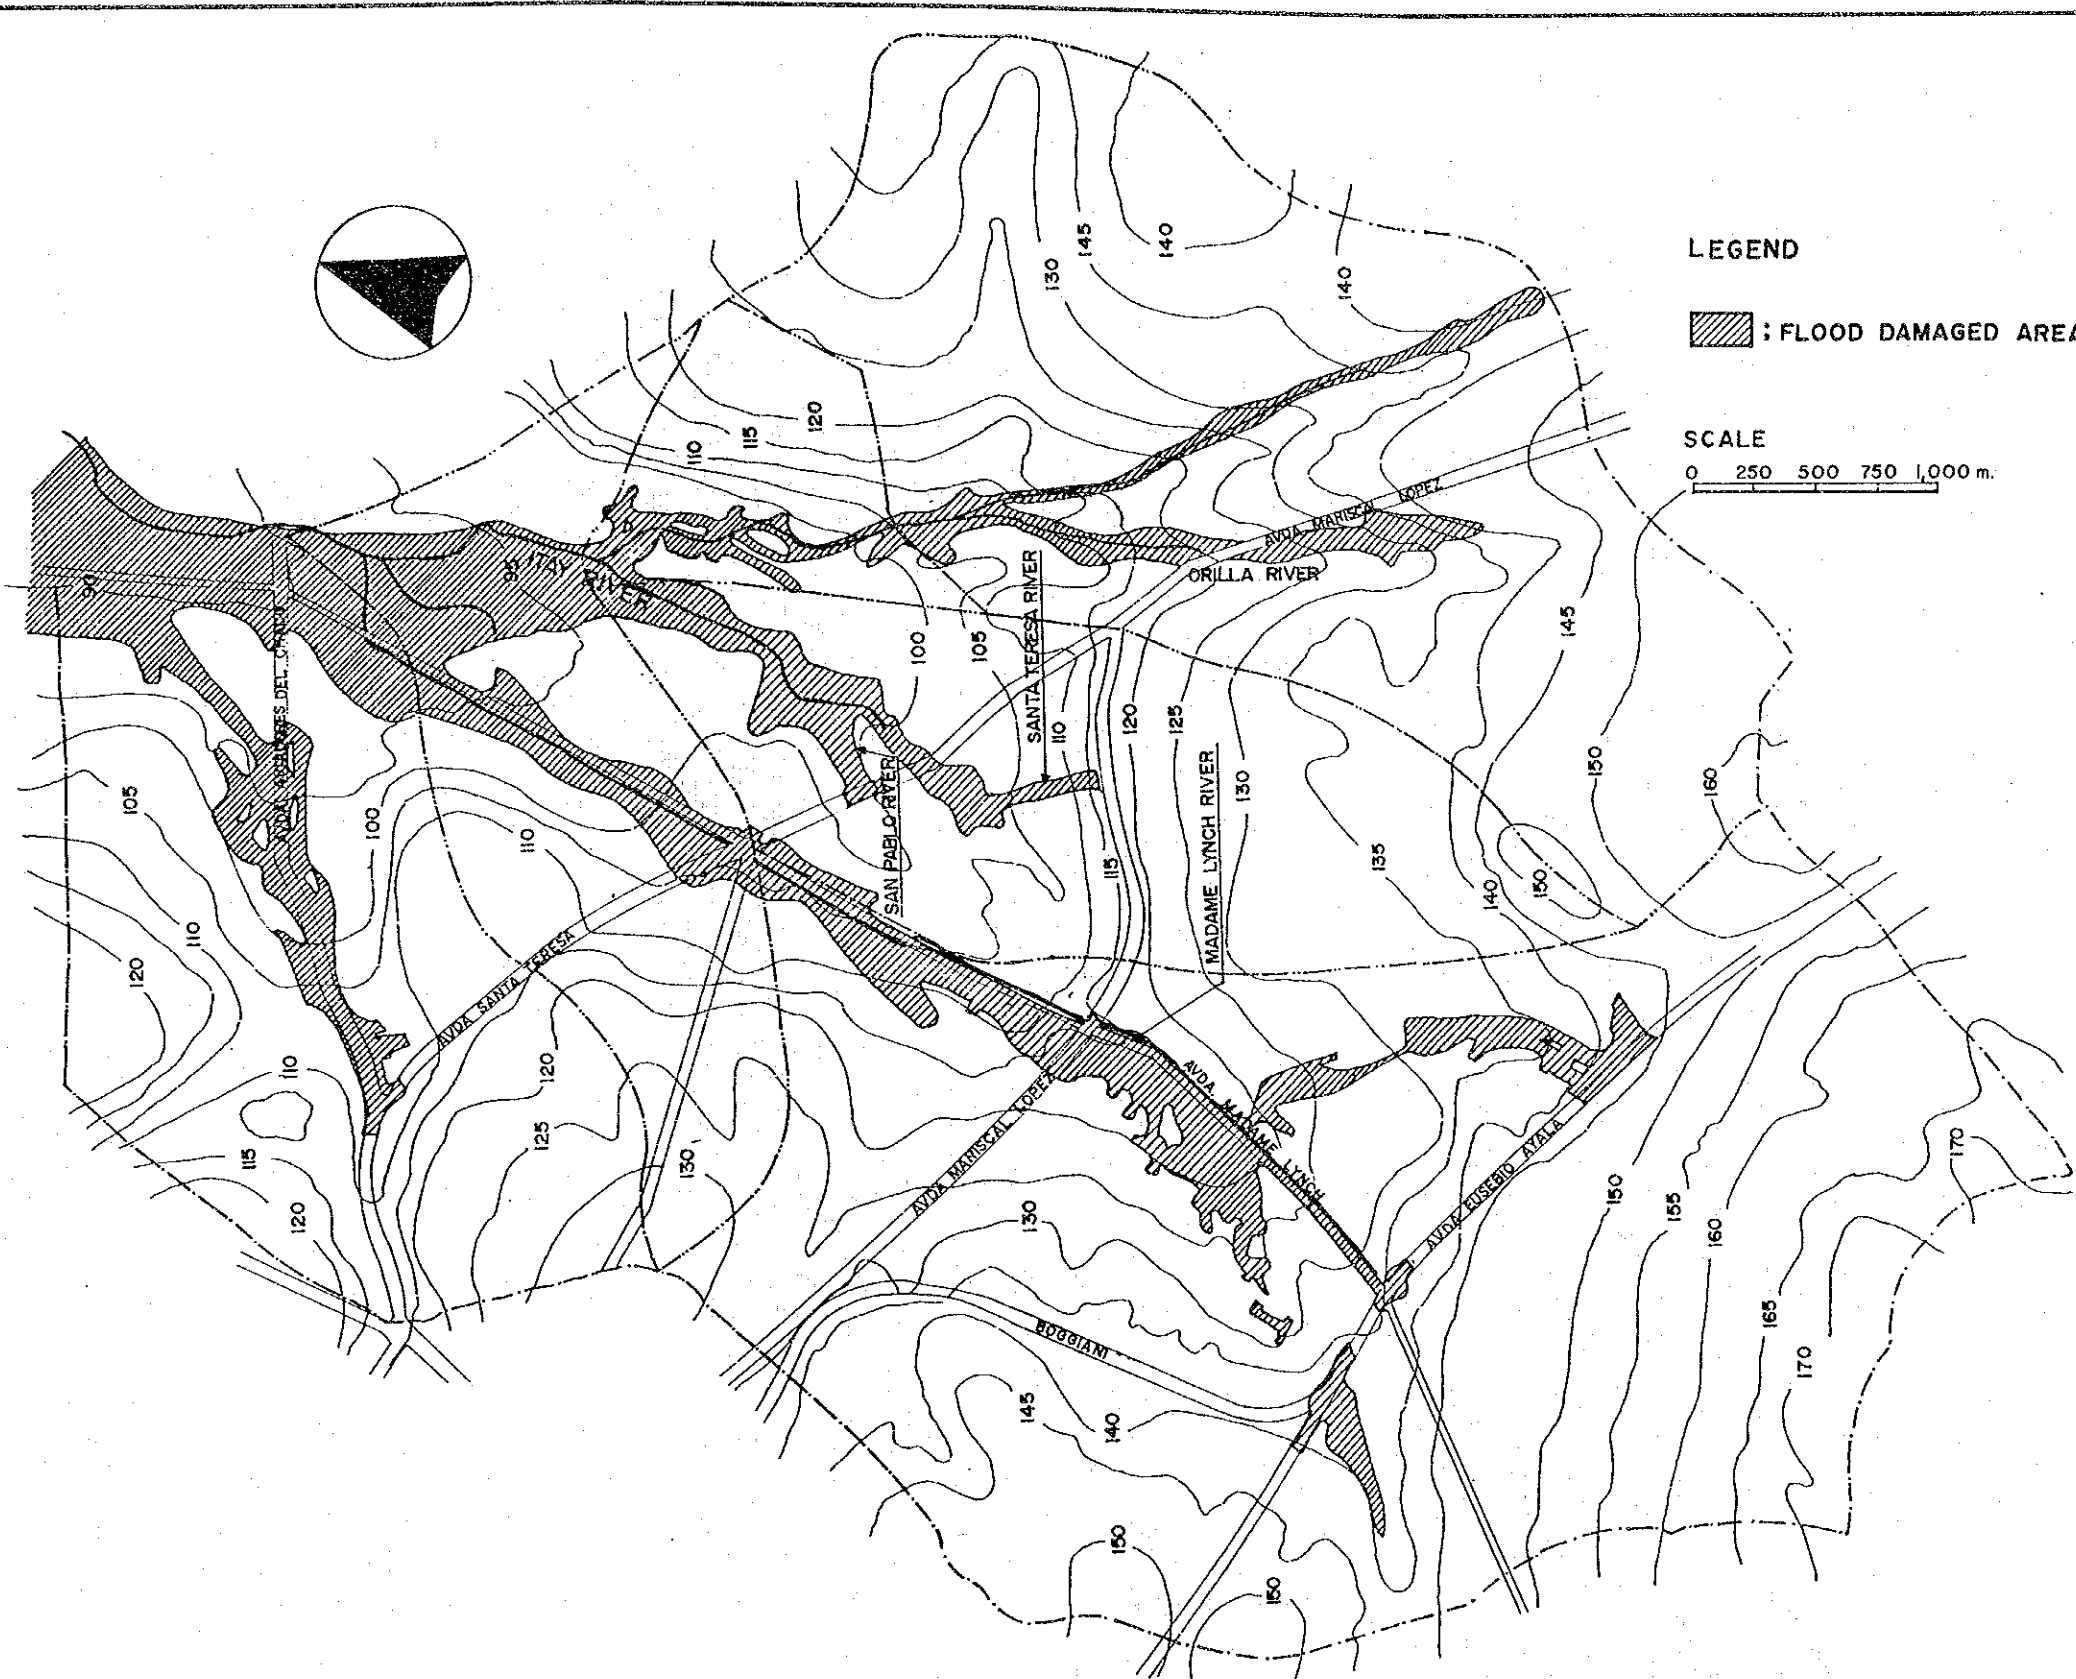 LEGEND
; FLOOD DAMAGED AREA
SCALE
0 250 500 750 1,000 m.
145
140
130
140
120
115
110
90
95
RIVER
AVDA MARISCAL LOPEZ
ORILLA RIVER
SANTA TERESA RIVER
100
105
110
120
125
130
145
150
160
MADAME LYNCH RIVER
SAN PABLO RIVER
105
100
110
110
120
115
135
140
150
AVDA SANTA TERESA
110
120
125
130
115
120
AVDA MARISCAL LOPEZ
AVDA MADAME LYNCH
AVDA EUSEBIO AYALA
130
BOGGIANI
145
140
150
150
150
155
160
165
170
170